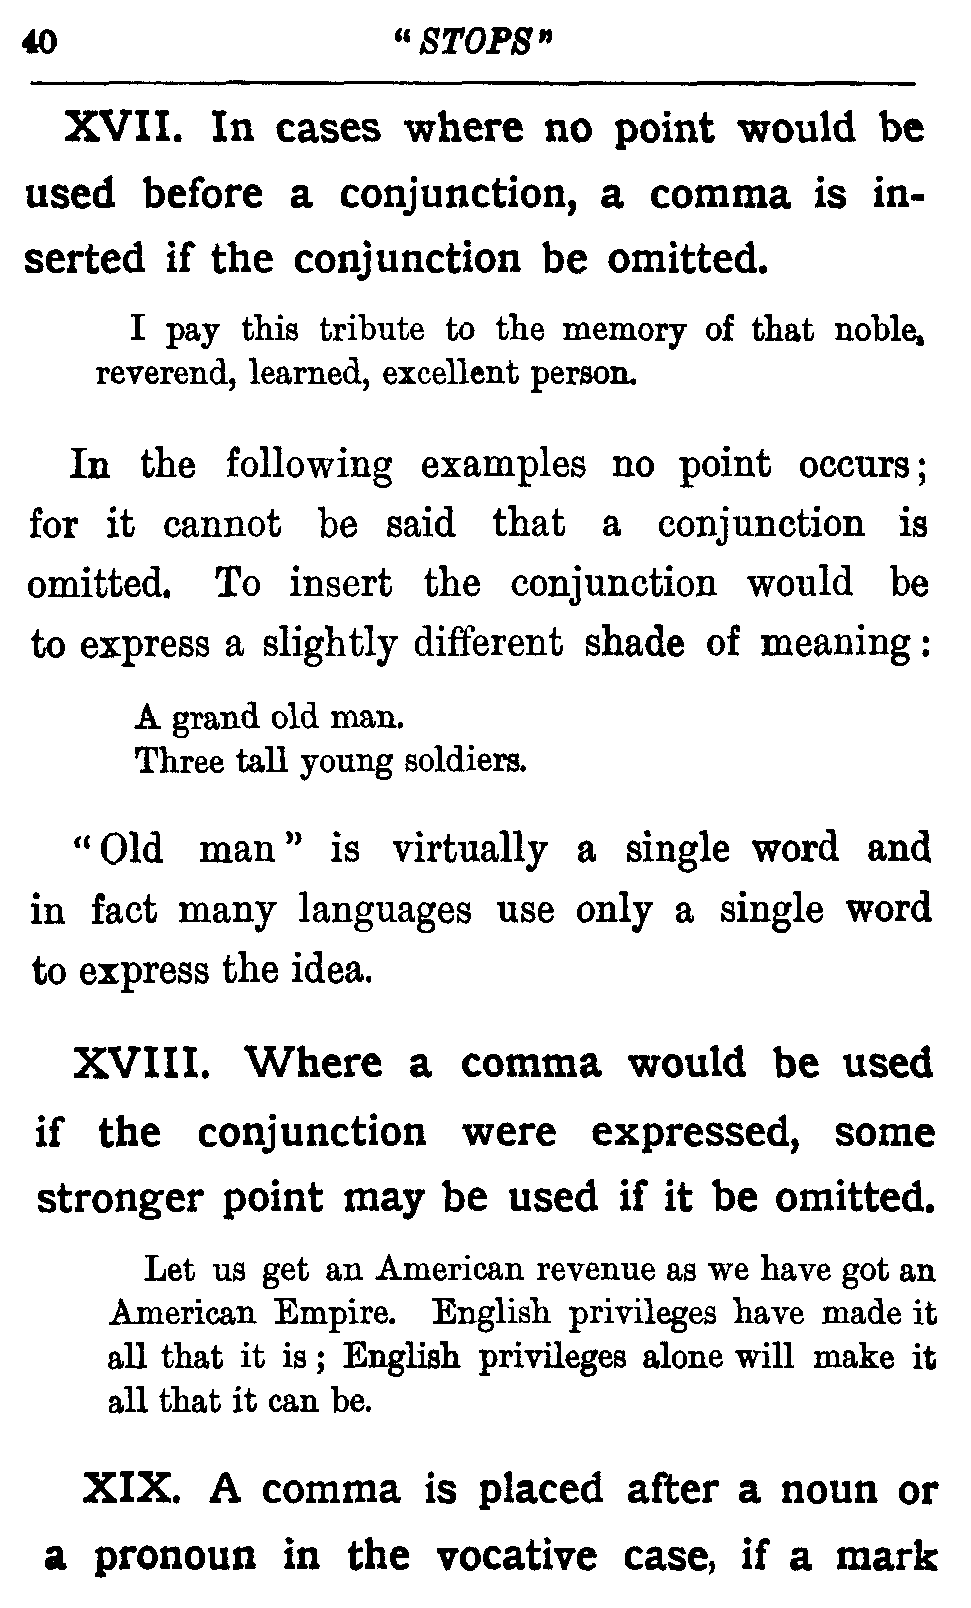 40 "STOPS"
XVII. In cases where no point would be
used before a conjunction, a comma is in-
serted if the conjunction be omitted.
I pay this tribute to the memory of that noble,
reverend, learned, excellent person.
In the following examples no point occurs;
for it cannot be said that a conjunction is
omitted. To insert the conjunction would be
to express a slightly different shade of meaning:
A grand old man.
Three tall young soldiers.
"Old man" is virtually a single word and
in fact many languages use only a single word
to express the idea.
XVIII. Where a comma would be used
if the conjunction were expressed, some
stronger point may be used if it be omitted.
Let us get an American revenue as we have got an
American Empire. English privileges have made it
all that it is; English privileges alone will make it
all that it can be.
XIX. A comma is placed after a noun or
a pronoun in the vocative case, if a mark